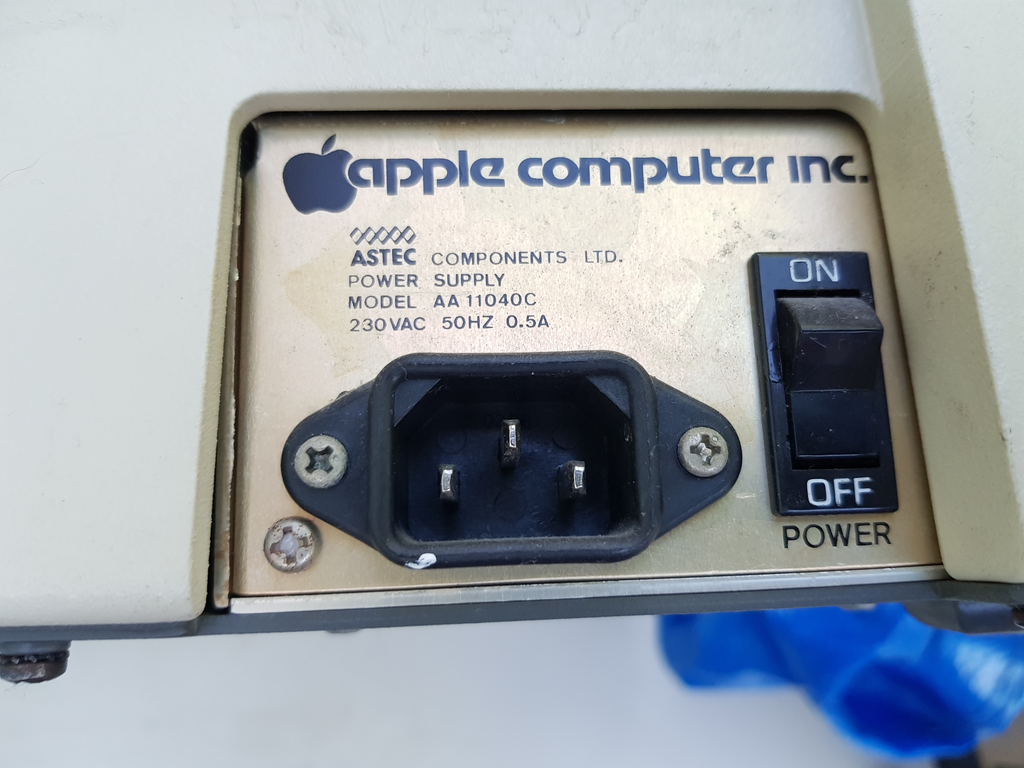 apple computer inc.
ASTEC COMPONENTS LTD.
POWER SUPPLY
MODEL AA 11040C
230VAC 50HZ 0.5A
ON
OFF
POWER